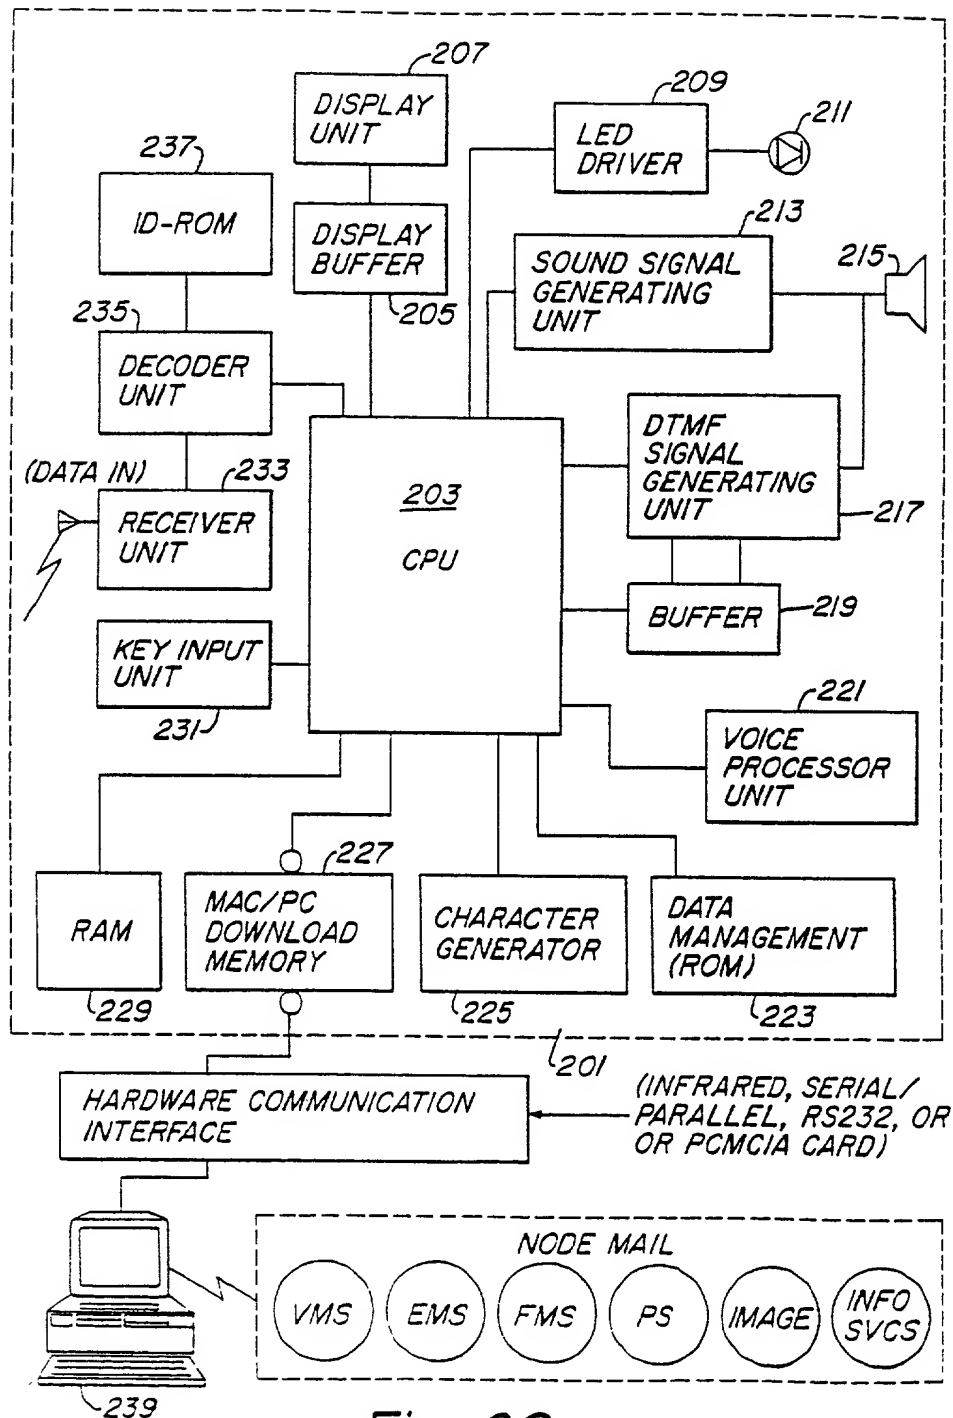 207
DISPLAY
UNIT
209
LED
DRIVER
211
237
ID-ROM
DISPLAY
BUFFER
205
213
SOUND SIGNAL
GENERATING
UNIT
215
235
DECODER
UNIT
(DATA IN)
233
RECEIVER
UNIT
203
CPU
DTMF
SIGNAL
GENERATING
UNIT
217
BUFFER
219
KEY INPUT
UNIT
231
221
VOICE
PROCESSOR
UNIT
RAM
229
227
MAC/PC
DOWNLOAD
MEMORY
CHARACTER
GENERATOR
225
DATA
MANAGEMENT
(ROM)
223
201
HARDWARE COMMUNICATION
INTERFACE
(INFRARED, SERIAL/
PARALLEL, RS232, OR
OR PCMCIA CARD)
NODE MAIL
VMS
EMS
FMS
PS
IMAGE
INFO
SVCS
239